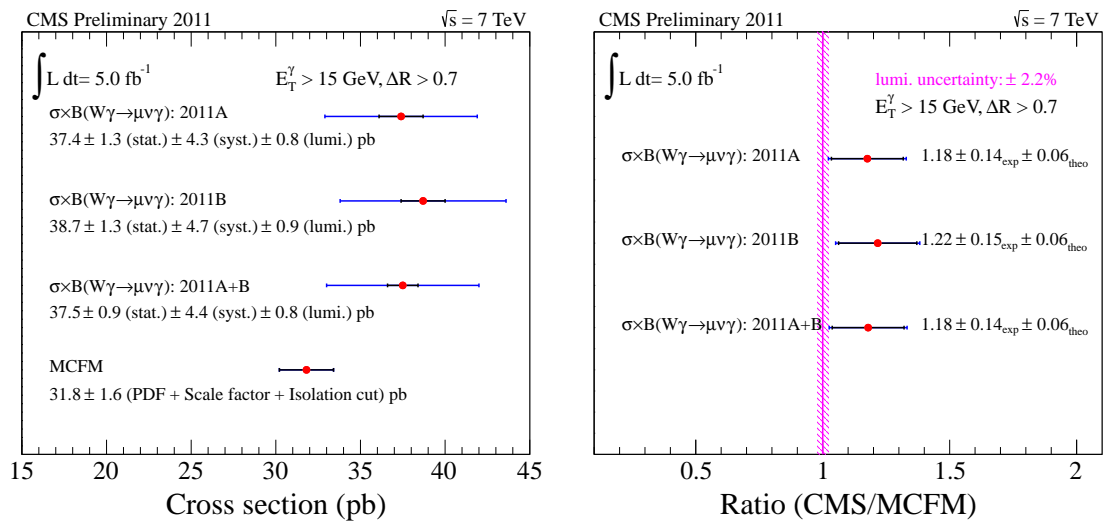 CMS Preliminary 2011 √s = 7 TeV
∫L dt= 5.0 fb⁻¹ E_T^γ > 15 GeV, ΔR > 0.7
σ×B(Wγ→μνγ): 2011A
37.4 ± 1.3 (stat.) ± 4.3 (syst.) ± 0.8 (lumi.) pb
σ×B(Wγ→μνγ): 2011B
38.7 ± 1.3 (stat.) ± 4.7 (syst.) ± 0.9 (lumi.) pb
σ×B(Wγ→μνγ): 2011A+B
37.5 ± 0.9 (stat.) ± 4.4 (syst.) ± 0.8 (lumi.) pb
MCFM
31.8 ± 1.6 (PDF + Scale factor + Isolation cut) pb
15 20 25 30 35 40 45
Cross section (pb)
CMS Preliminary 2011 √s = 7 TeV
∫L dt= 5.0 fb⁻¹
lumi. uncertainty: ± 2.2%
E_T^γ > 15 GeV, ΔR > 0.7
σ×B(Wγ→μνγ): 2011A 1.18 ± 0.14_exp ± 0.06_theo
σ×B(Wγ→μνγ): 2011B 1.22 ± 0.15_exp ± 0.06_theo
σ×B(Wγ→μνγ): 2011A+B 1.18 ± 0.14_exp ± 0.06_theo
0.5 1 1.5 2
Ratio (CMS/MCFM)